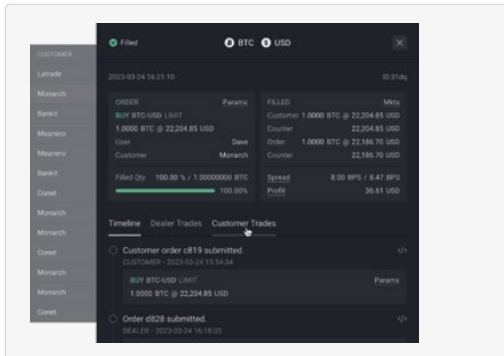 Filled
BTC USD
CUSTOMER
Latrade
Monarch
Bankit
Meanero
Meanero
Bankit
Conet
Monarch
Monarch
Conet
Monarch
Monarch
Conet
2023-03-24 16:21:10
ORDER Params
BUY BTC-USD LIMIT
1.0000 BTC @ 22,204.85 USD
User Dave
Customer Monarch
Filled Qty 100.00 % / 1.00000000 BTC
100.00%
FILLED
Customer 1.0000 BTC @ 22,204.85 USD
Counter 22,204.85 USD
Order 1.0000 BTC @ 22,186.70 USD
Counter 22,186.70 USD
Spread 8.00 BPS / 8.47 BPS
Profit 36.61 USD
Timeline Dealer Trades Customer Trades
Customer order c819 submitted.
CUSTOMER - 2023-03-24 15:54:34
BUY BTC-USD LIMIT Params
1.0000 BTC @ 22,204.85 USD
Order d828 submitted.
DEALER - 2023-03-24 16:18:03